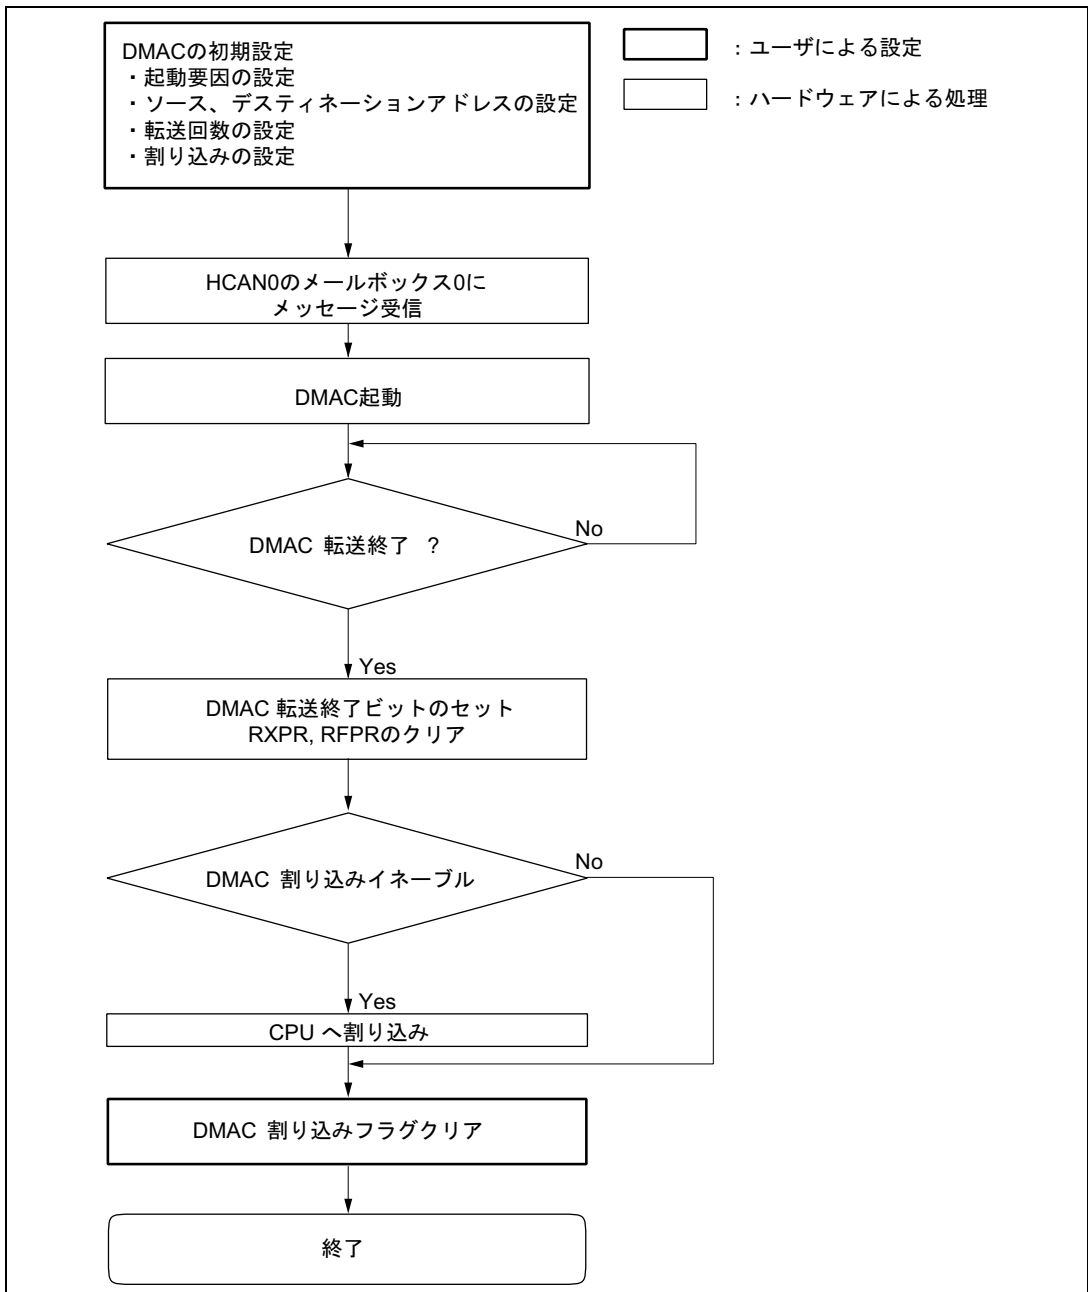 DMACの初期設定
・起動要因の設定
・ソース、デスティネーションアドレスの設定
・転送回数の設定
・割り込みの設定
：ユーザによる設定
：ハードウェアによる処理
HCAN0のメールボックス0に
メッセージ受信
DMAC起動
DMAC 転送終了 ？
No
Yes
DMAC 転送終了ビットのセット
RXPR, RFPRのクリア
DMAC 割り込みイネーブル
No
Yes
CPU へ割り込み
DMAC 割り込みフラグクリア
終了